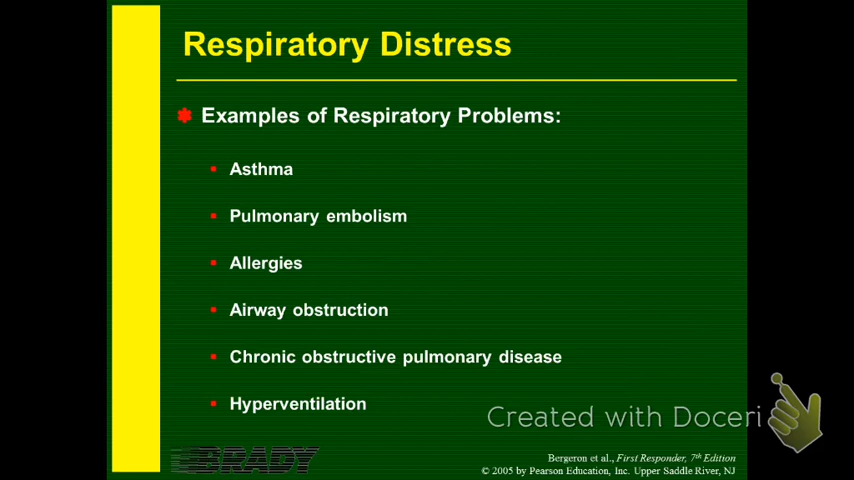 Respiratory Distress
Examples of Respiratory Problems:
Asthma
Pulmonary embolism
Allergies
Airway obstruction
Chronic obstructive pulmonary disease
Hyperventilation
Created with Doceri
BRADY
Bergeron et al., First Responder, 7th Edition
© 2005 by Pearson Education, Inc. Upper Saddle River, NJ